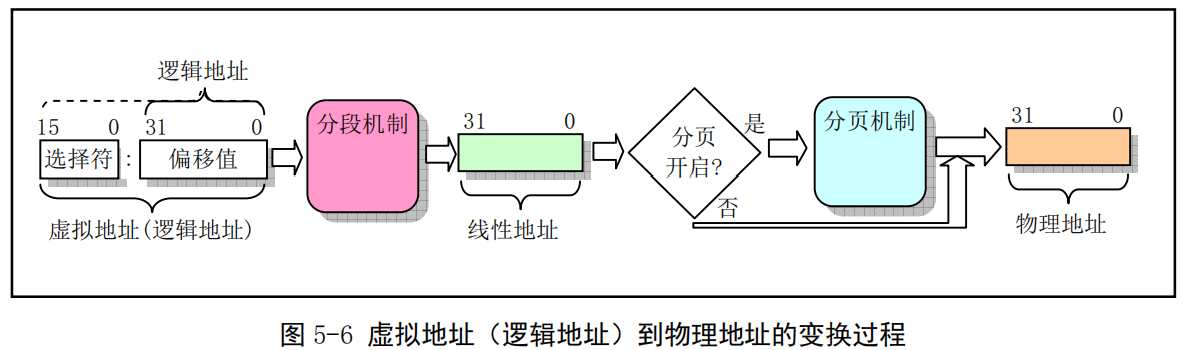 逻辑地址
15 0 31 0
选择符 : 偏移值
虚拟地址(逻辑地址)
分段机制
31 0
线性地址
分页
开启?
是
否
分页机制
31 0
物理地址
图 5-6 虚拟地址（逻辑地址）到物理地址的变换过程